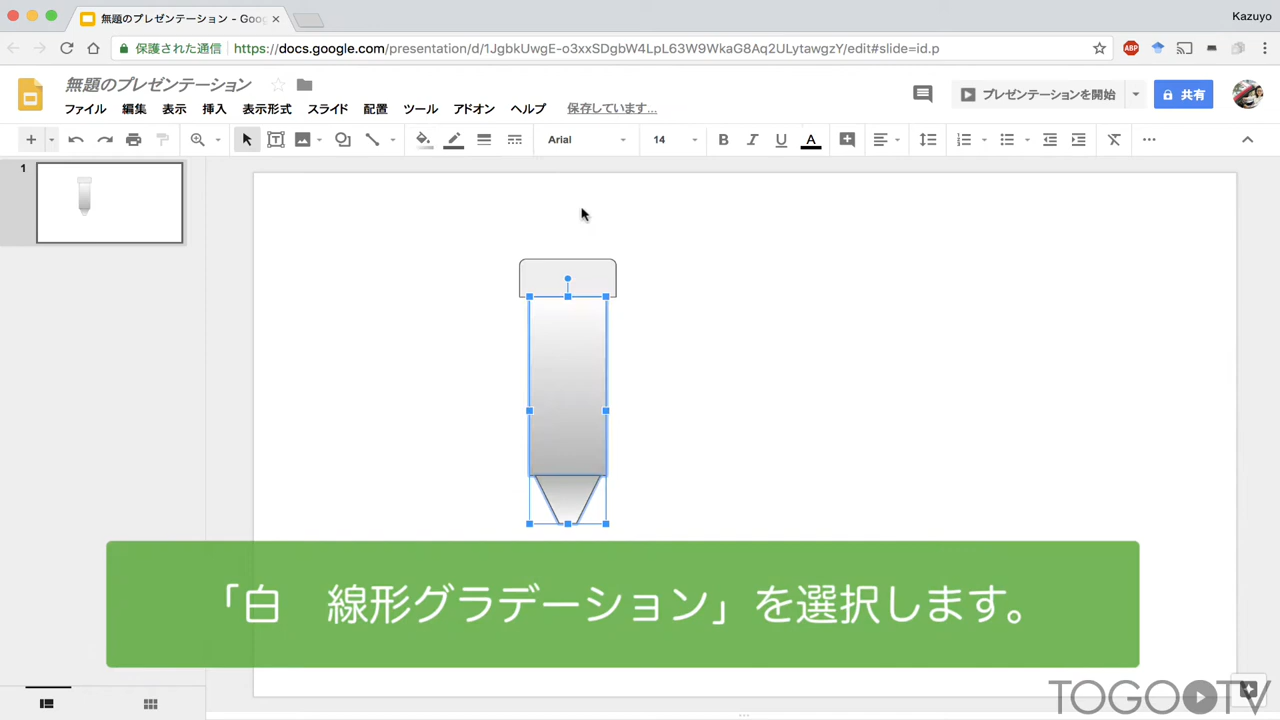 無題のプレゼンテーション - Goog
Kazuyo
保護された通信 https://docs.google.com/presentation/d/1JgbkUwgE-o3xxSDgbW4LpL63W9WkaG8Aq2ULytawgzY/edit#slide=id.p
ABP
無題のプレゼンテーション
ファイル 編集 表示 挿入 表示形式 スライド 配置 ツール アドオン ヘルプ 保存しています...
プレゼンテーションを開始
共有
Arial 14 B I U A
1
「白 線形グラデーション」を選択します。
TOGO TV